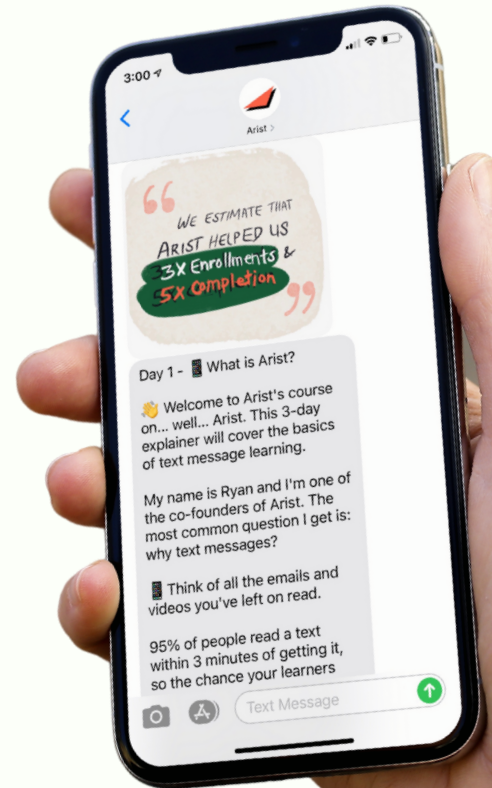 3:00
Arist >
“ WE ESTIMATE THAT
ARIST HELPED US
3X Enrollments &
5X Completion ”
Day 1 - 📱 What is Arist?
👋 Welcome to Arist's course
on... well... Arist. This 3-day
explainer will cover the basics
of text message learning.
My name is Ryan and I'm one of
the co-founders of Arist. The
most common question I get is:
why text messages?
📱 Think of all the emails and
videos you've left on read.
95% of people read a text
within 3 minutes of getting it,
so the chance your learners
Text Message